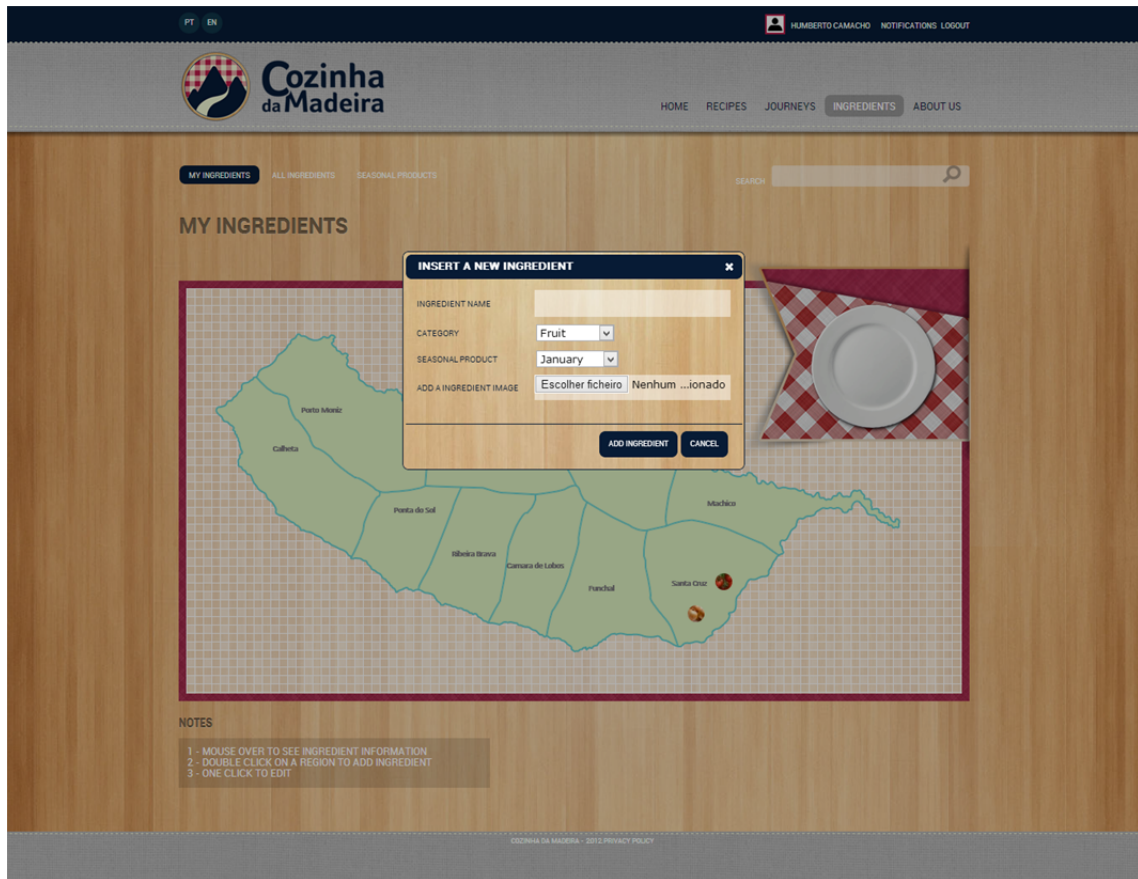 PT EN
HUMBERTO CAMACHO NOTIFICATIONS LOGOUT
Cozinha
da Madeira
HOME RECIPES JOURNEYS INGREDIENTS ABOUT US
MY INGREDIENTS ALL INGREDIENTS SEASONAL PRODUCTS
SEARCH
MY INGREDIENTS
INSERT A NEW INGREDIENT x
INGREDIENT NAME
CATEGORY Fruit
SEASONAL PRODUCT January
ADD A INGREDIENT IMAGE Escolher ficheiro Nenhum ...ionado
ADD INGREDIENT CANCEL
Porto Moniz
Calheta
Machico
Ponta do Sol
Ribeira Brava
Camara de Lobos
Santa Cruz
Funchal
NOTES
1 - MOUSE OVER TO SEE INGREDIENT INFORMATION
2 - DOUBLE CLICK ON A REGION TO ADD INGREDIENT
3 - ONE CLICK TO EDIT
COZINHA DA MADEIRA - 2012 PRIVACY POLICY